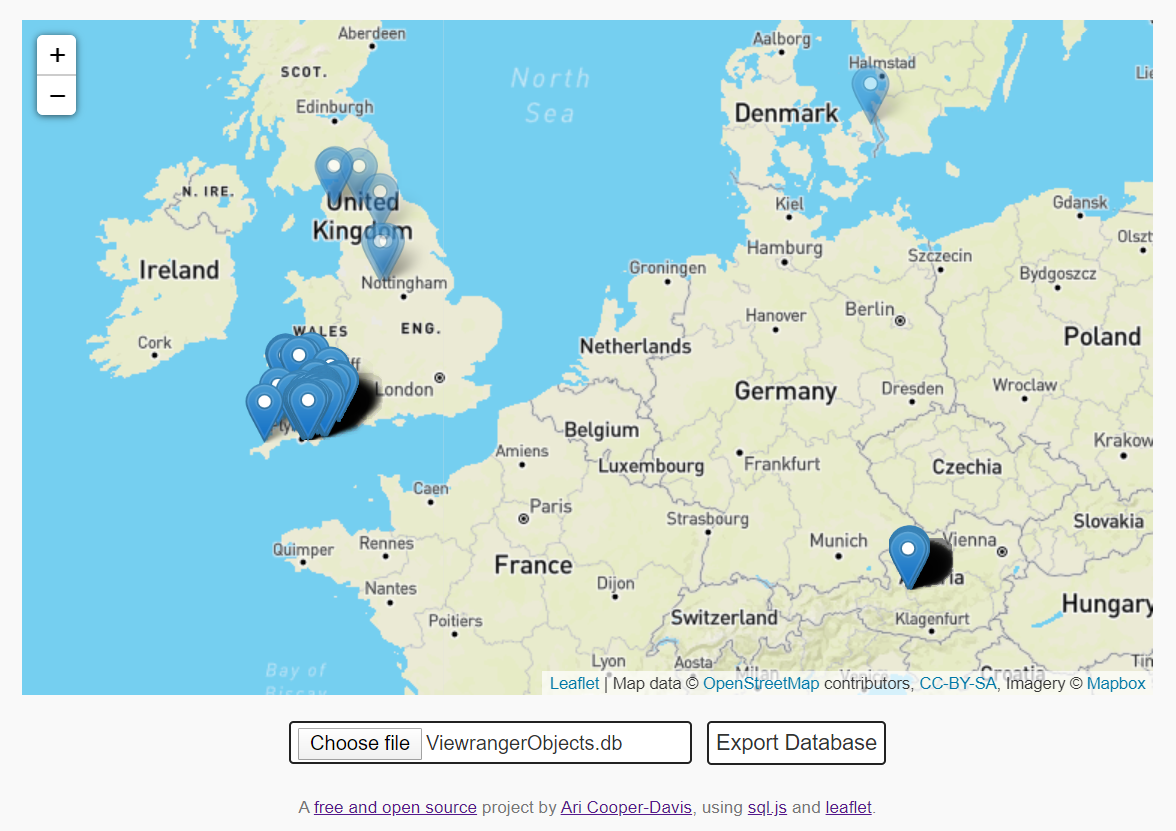 +
−
Aberdeen
SCOT.
Edinburgh
North
Sea
Aalborg
Halmstad
Denmark
N. IRE.
United
Kingdom
Ireland
Nottingham
Cork
WALES
ENG.
London
Kiel
Hamburg
Groningen
Gdansk
Szczecin
Bydgoszcz
Hanover
Berlin
Poland
Netherlands
Germany
Dresden
Wroclaw
Belgium
Amiens
Luxembourg
Frankfurt
Czechia
Krakow
Caen
Paris
Strasbourg
Slovakia
Quimper
Rennes
Munich
Vienna
France
Nantes
Dijon
Poitiers
Switzerland
Klagenfurt
Hungary
Lyon
Aosta
Milan
Venice
Croatia
Bay of
Biscay
Leaflet | Map data © OpenStreetMap contributors, CC-BY-SA, Imagery © Mapbox
Choose file ViewrangerObjects.db
Export Database
A free and open source project by Ari Cooper-Davis, using sql.js and leaflet.